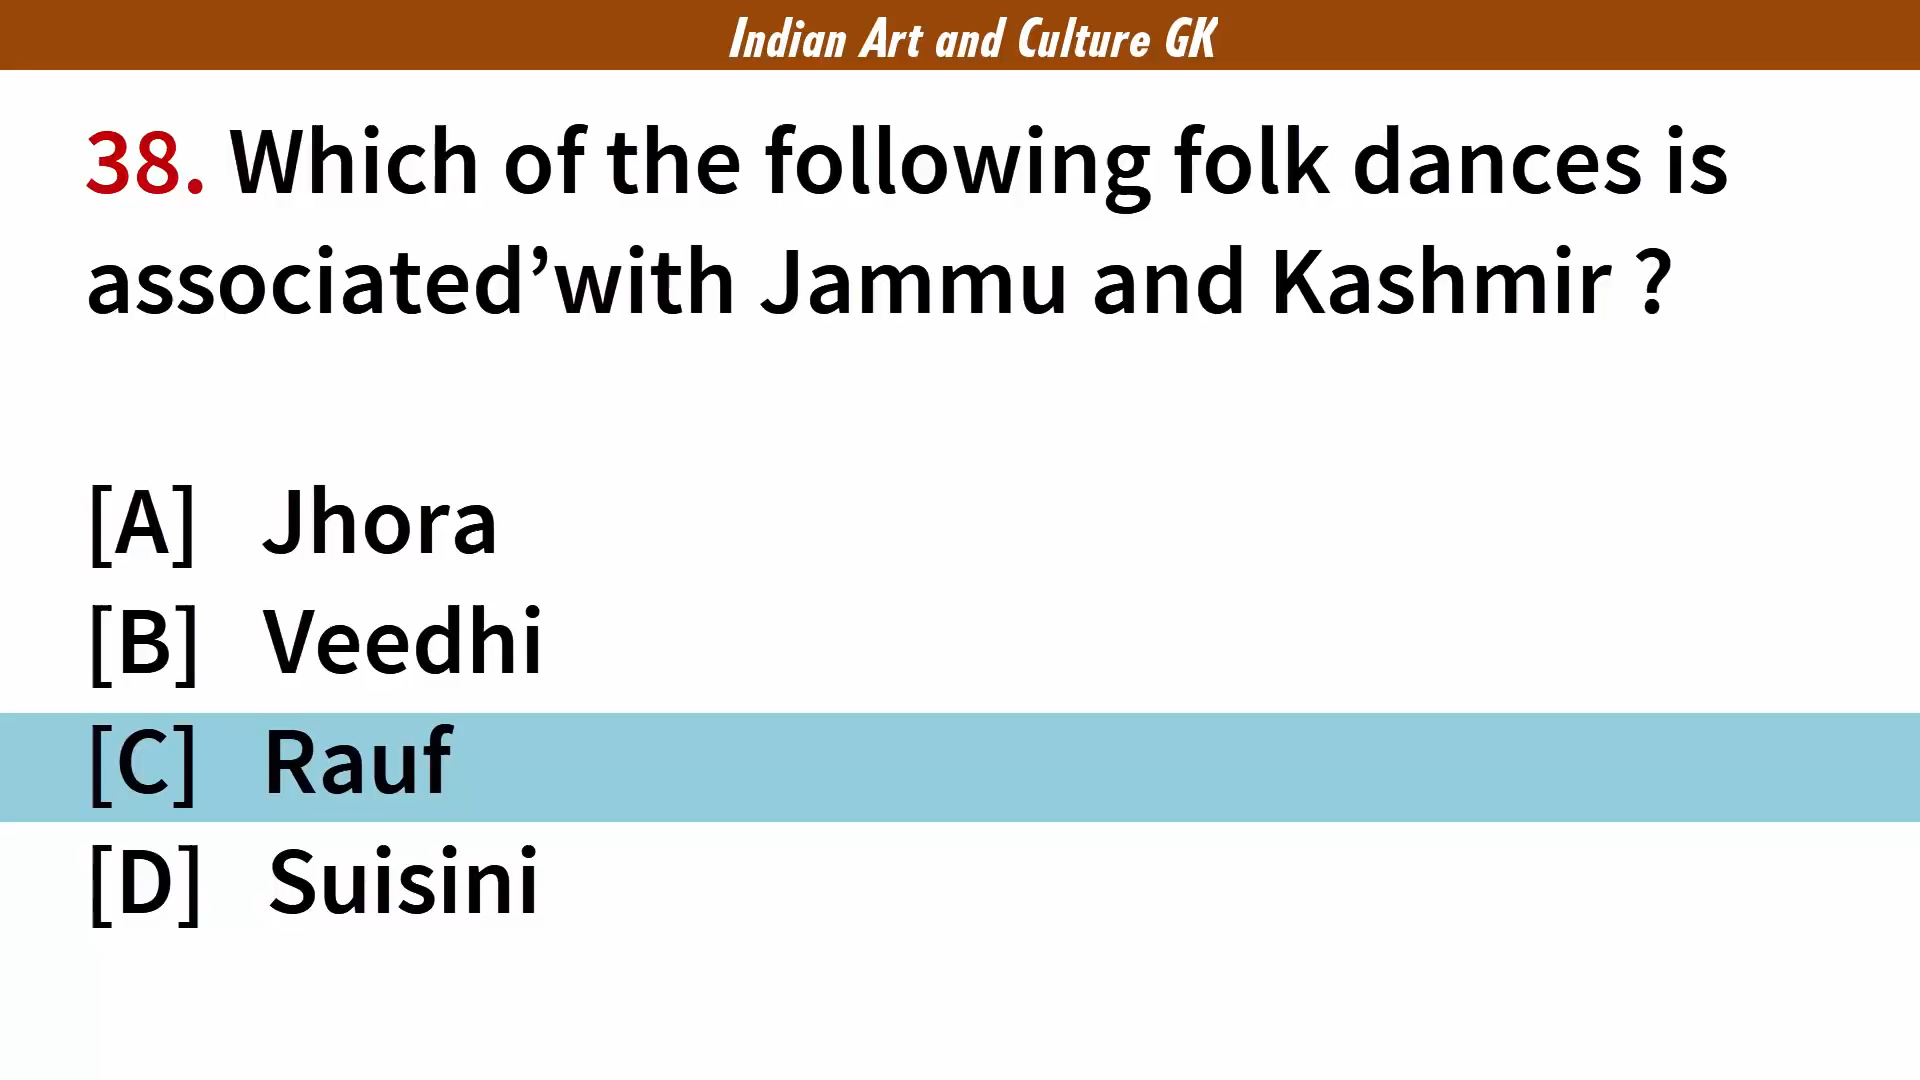 Indian Art and Culture GK
38. Which of the following folk dances is
associated’with Jammu and Kashmir ?
[A] Jhora
[B] Veedhi
[C] Rauf
[D] Suisini